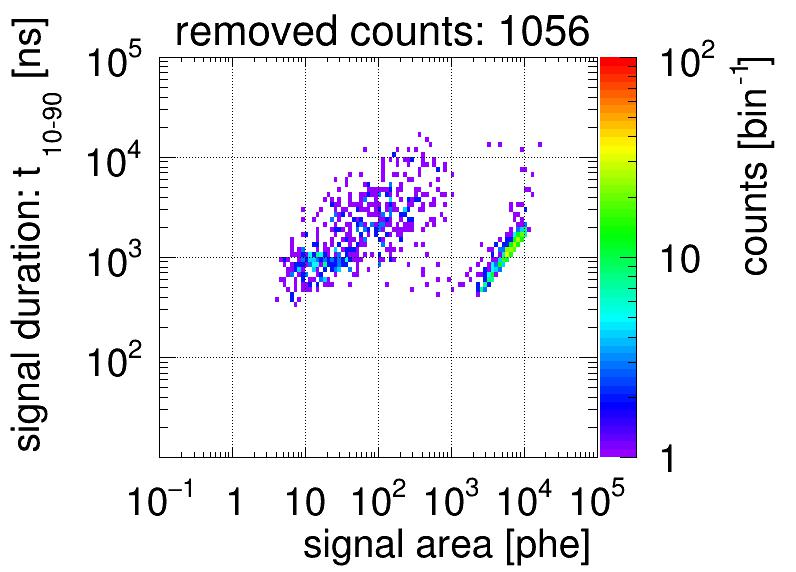 removed counts: 1056
signal duration: t10-90 [ns]
10^5
10^4
10^3
10^2
10^-1 1 10 10^2 10^3 10^4 10^5
signal area [phe]
10^2
10
1
counts [bin^-1]